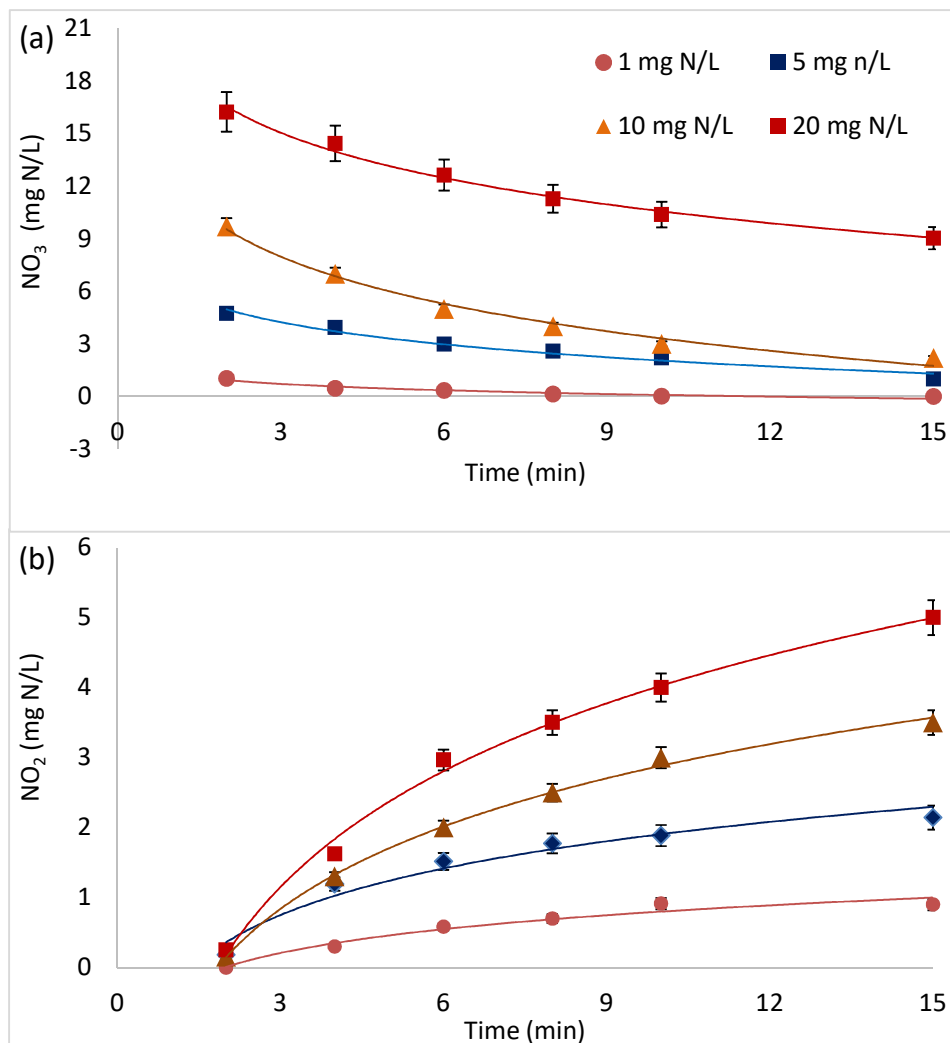 (a)
21
18
15
12
9
6
3
0
-3
NO₃ (mg N/L)
1 mg N/L
5 mg n/L
10 mg N/L
20 mg N/L
0 3 6 9 12 15
Time (min)
(b)
6
5
4
3
2
1
0
NO₂ (mg N/L)
0 3 6 9 12 15
Time (min)